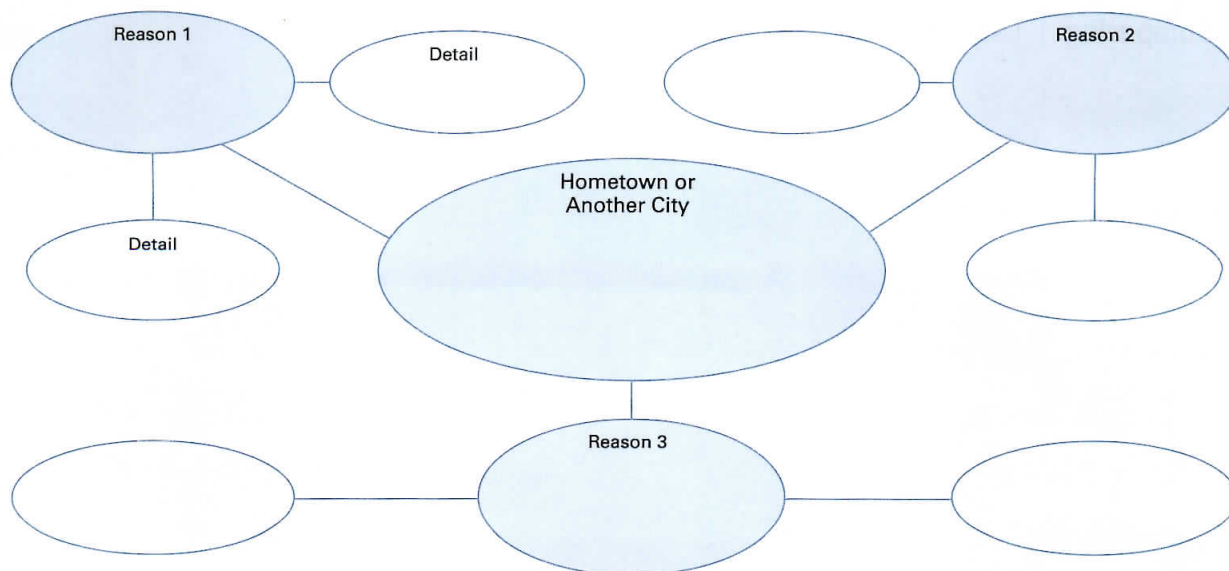 Reason 1
Detail
Reason 2
Hometown or
Another City
Detail
Reason 3